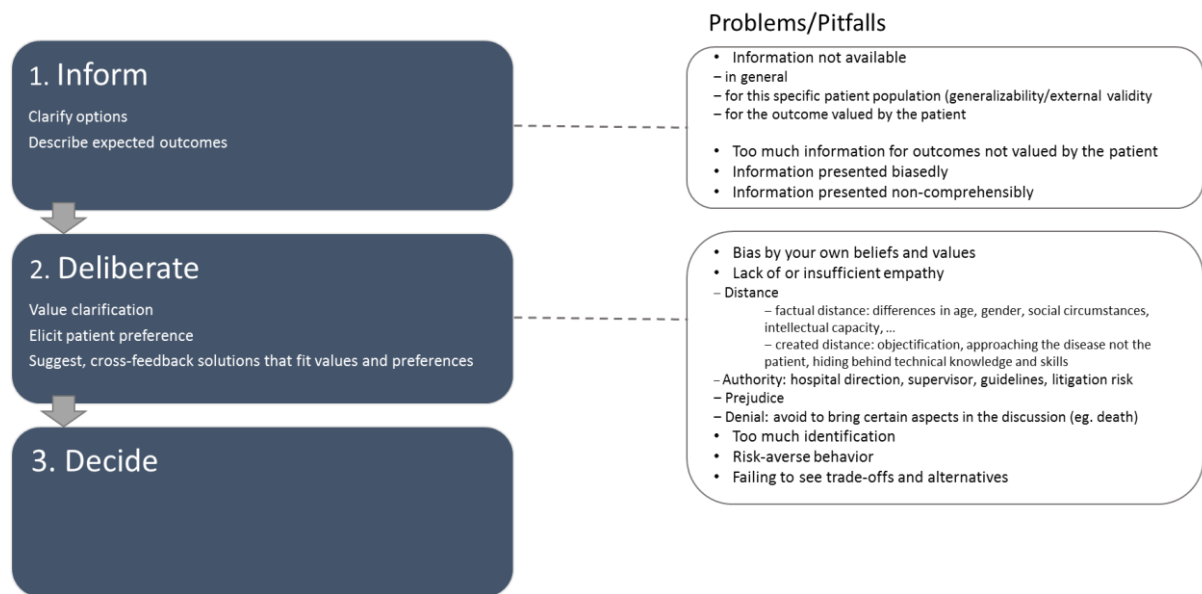 Problems/Pitfalls
1. Inform
Clarify options
Describe expected outcomes
• Information not available
– in general
– for this specific patient population (generalizability/external validity
– for the outcome valued by the patient
• Too much information for outcomes not valued by the patient
• Information presented biasedly
• Information presented non-comprehensibly
2. Deliberate
Value clarification
Elicit patient preference
Suggest, cross-feedback solutions that fit values and preferences
• Bias by your own beliefs and values
• Lack of or insufficient empathy
– Distance
– factual distance: differences in age, gender, social circumstances,
intellectual capacity, ...
– created distance: objectification, approaching the disease not the
patient, hiding behind technical knowledge and skills
– Authority: hospital direction, supervisor, guidelines, litigation risk
– Prejudice
– Denial: avoid to bring certain aspects in the discussion (eg. death)
• Too much identification
• Risk-averse behavior
• Failing to see trade-offs and alternatives
3. Decide